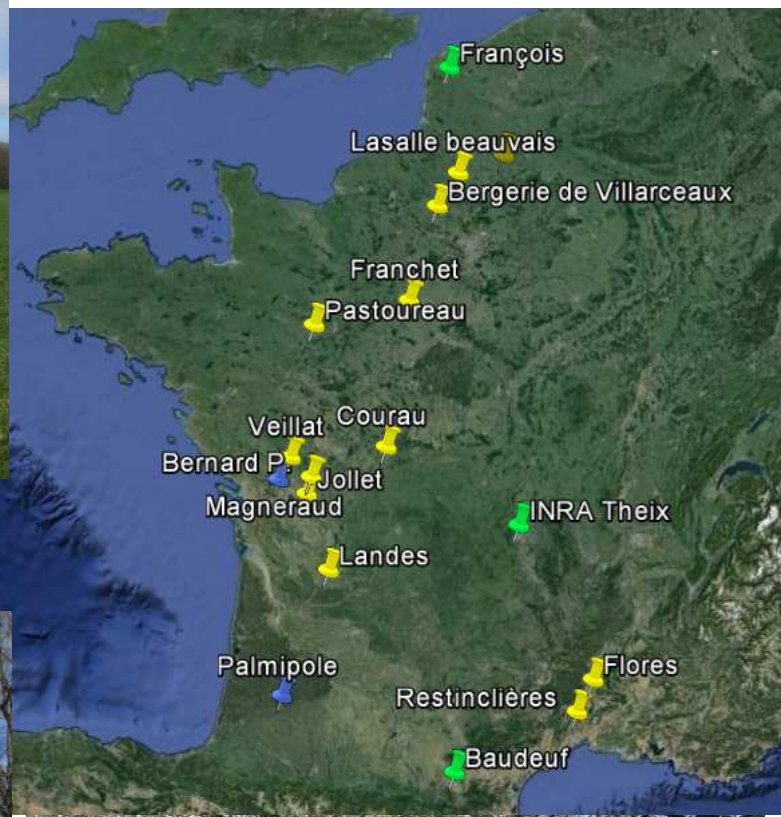 François
Lasalle beauvais
Bergerie de Villarceaux
Franchet
Pastoureau
Courau
Veillat
Bernard P.
Jollet
Magneraud
INRA Theix
Landes
Palmipole
Flores
Restinclières
Baudeuf